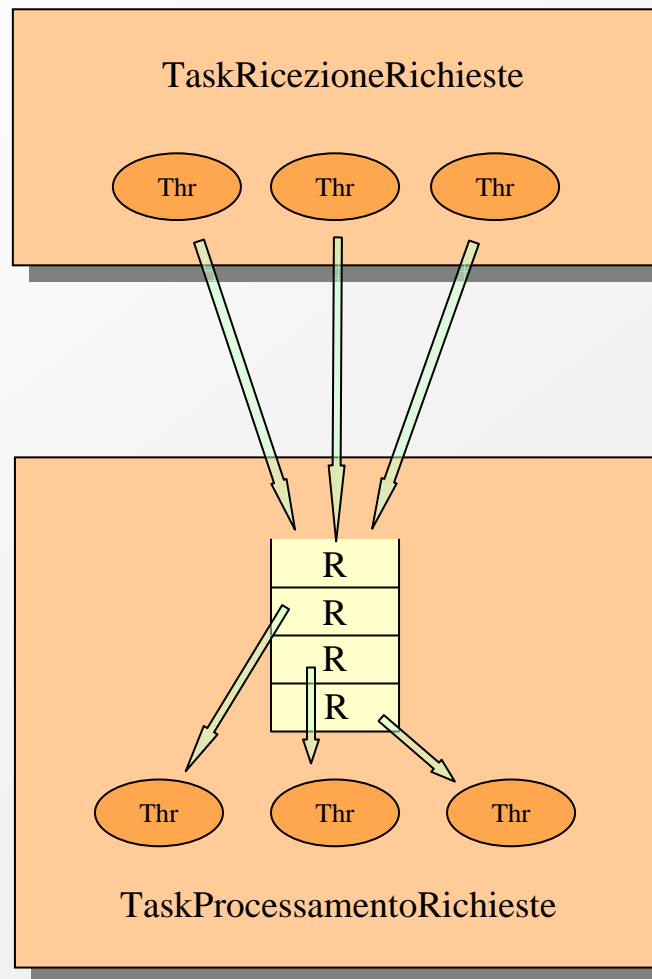 TaskRicezioneRichieste
Thr Thr Thr
R
R
R
R
Thr Thr Thr
TaskProcessamentoRichieste